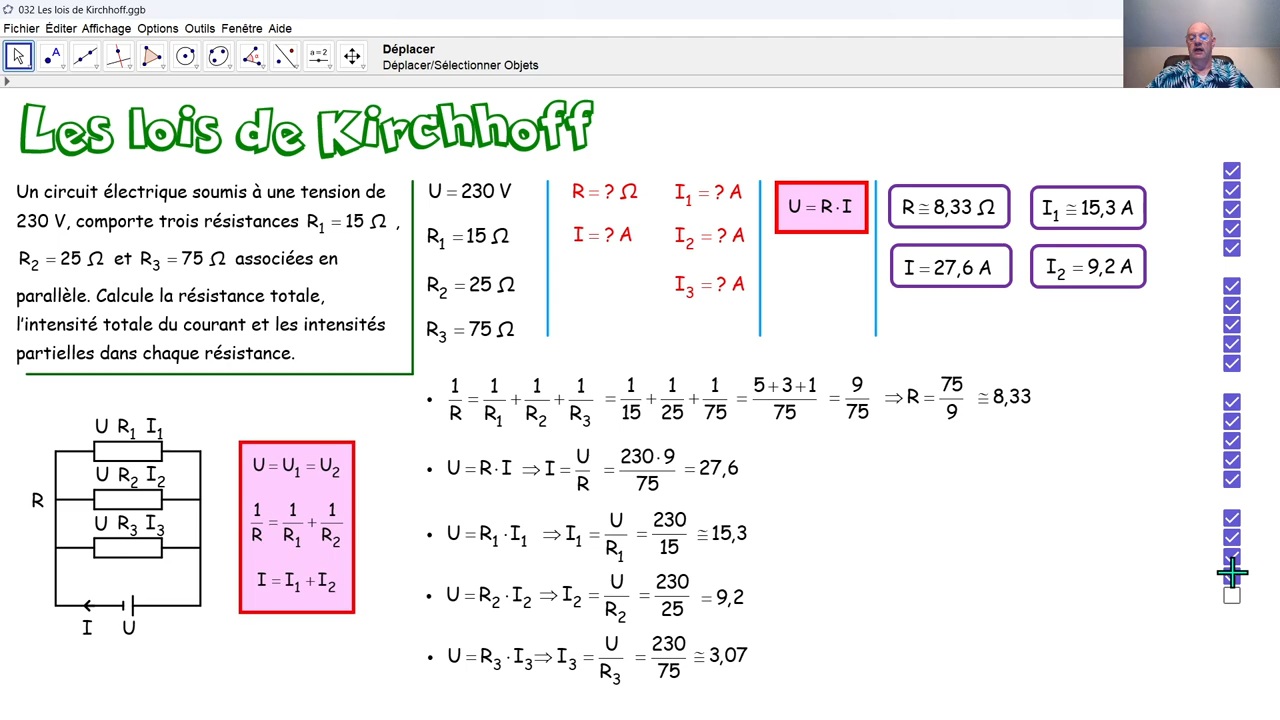 032 Les lois de Kirchhoff.ggb
Fichier Éditer Affichage Options Outils Fenêtre Aide
A
a=2
Déplacer
Déplacer/Sélectionner Objets
Les lois de Kirchhoff
Un circuit électrique soumis à une tension de
230 V, comporte trois résistances R₁ = 15 Ω ,
R₂ = 25 Ω et R₃ = 75 Ω associées en
parallèle. Calcule la résistance totale,
l'intensité totale du courant et les intensités
partielles dans chaque résistance.
U = 230 V
R₁ = 15 Ω
R₂ = 25 Ω
R₃ = 75 Ω
R = ? Ω
I = ? A
I₁ = ? A
I₂ = ? A
I₃ = ? A
U = R · I
R ≅ 8,33 Ω
I₁ ≅ 15,3 A
I = 27,6 A
I₂ = 9,2 A
• 1/R = 1/R₁ + 1/R₂ + 1/R₃ = 1/15 + 1/25 + 1/75 = (5+3+1)/75 = 9/75 ⇒ R = 75/9 ≅ 8,33
• U = R · I ⇒ I = U/R = (230 · 9)/75 = 27,6
• U = R₁ · I₁ ⇒ I₁ = U/R₁ = 230/15 ≅ 15,3
• U = R₂ · I₂ ⇒ I₂ = U/R₂ = 230/25 = 9,2
• U = R₃ · I₃ ⇒ I₃ = U/R₃ = 230/75 ≅ 3,07
U R₁ I₁
U R₂ I₂
R
U R₃ I₃
I U
U = U₁ = U₂
1/R = 1/R₁ + 1/R₂
I = I₁ + I₂